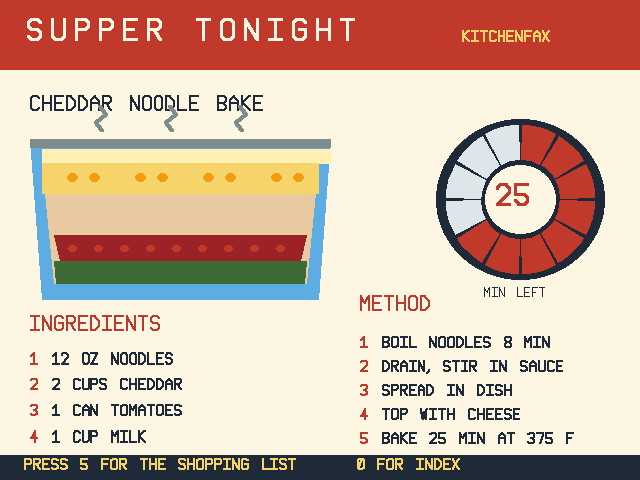 SUPPER TONIGHT
KITCHENFAX
CHEDDAR NOODLE BAKE
25
MIN LEFT
INGREDIENTS
1 12 OZ NOODLES
2 2 CUPS CHEDDAR
3 1 CAN TOMATOES
4 1 CUP MILK
METHOD
1 BOIL NOODLES 8 MIN
2 DRAIN, STIR IN SAUCE
3 SPREAD IN DISH
4 TOP WITH CHEESE
5 BAKE 25 MIN AT 375 F
PRESS 5 FOR THE SHOPPING LIST
0 FOR INDEX